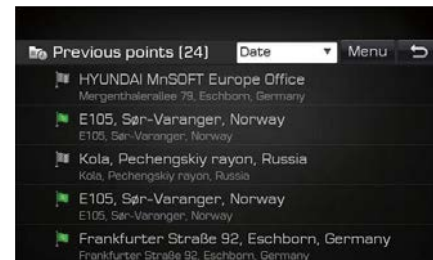 Previous points (24) Date Menu
HYUNDAI MnSOFT Europe Office
Mergenthalerallee 79, Eschborn, Germany
E105, Sør-Varanger, Norway
E105, Sør-Varanger, Norway
Kola, Pechengskiy rayon, Russia
Kola, Pechengskiy rayon, Russia
E105, Sør-Varanger, Norway
E105, Sør-Varanger, Norway
Frankfurter Straße 92, Eschborn, Germany
Frankfurter Straße 92, Eschborn, Germany